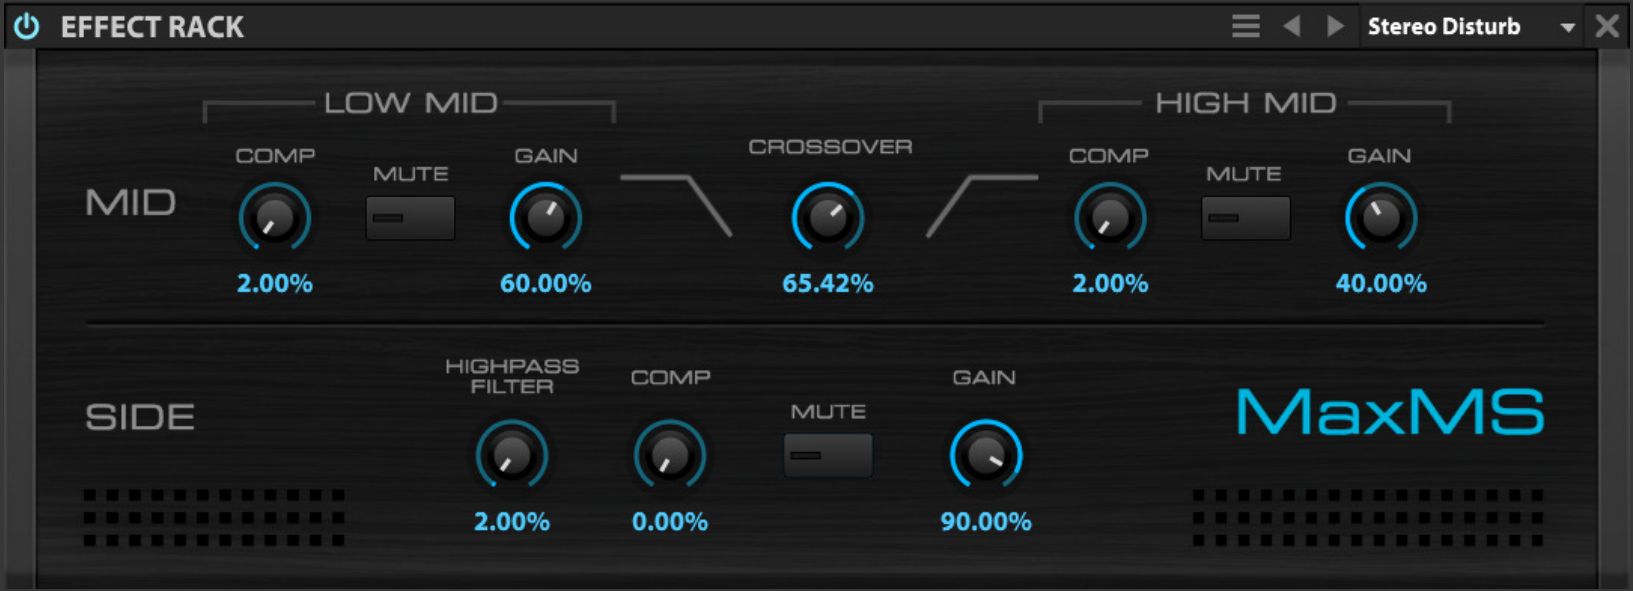 EFFECT RACK
Stereo Disturb
LOW MID
HIGH MID
CROSSOVER
COMP
MUTE
GAIN
COMP
MUTE
GAIN
MID
2.00%
60.00%
65.42%
2.00%
40.00%
HIGHPASS
FILTER
COMP
MUTE
GAIN
SIDE
MaxMS
2.00%
0.00%
90.00%